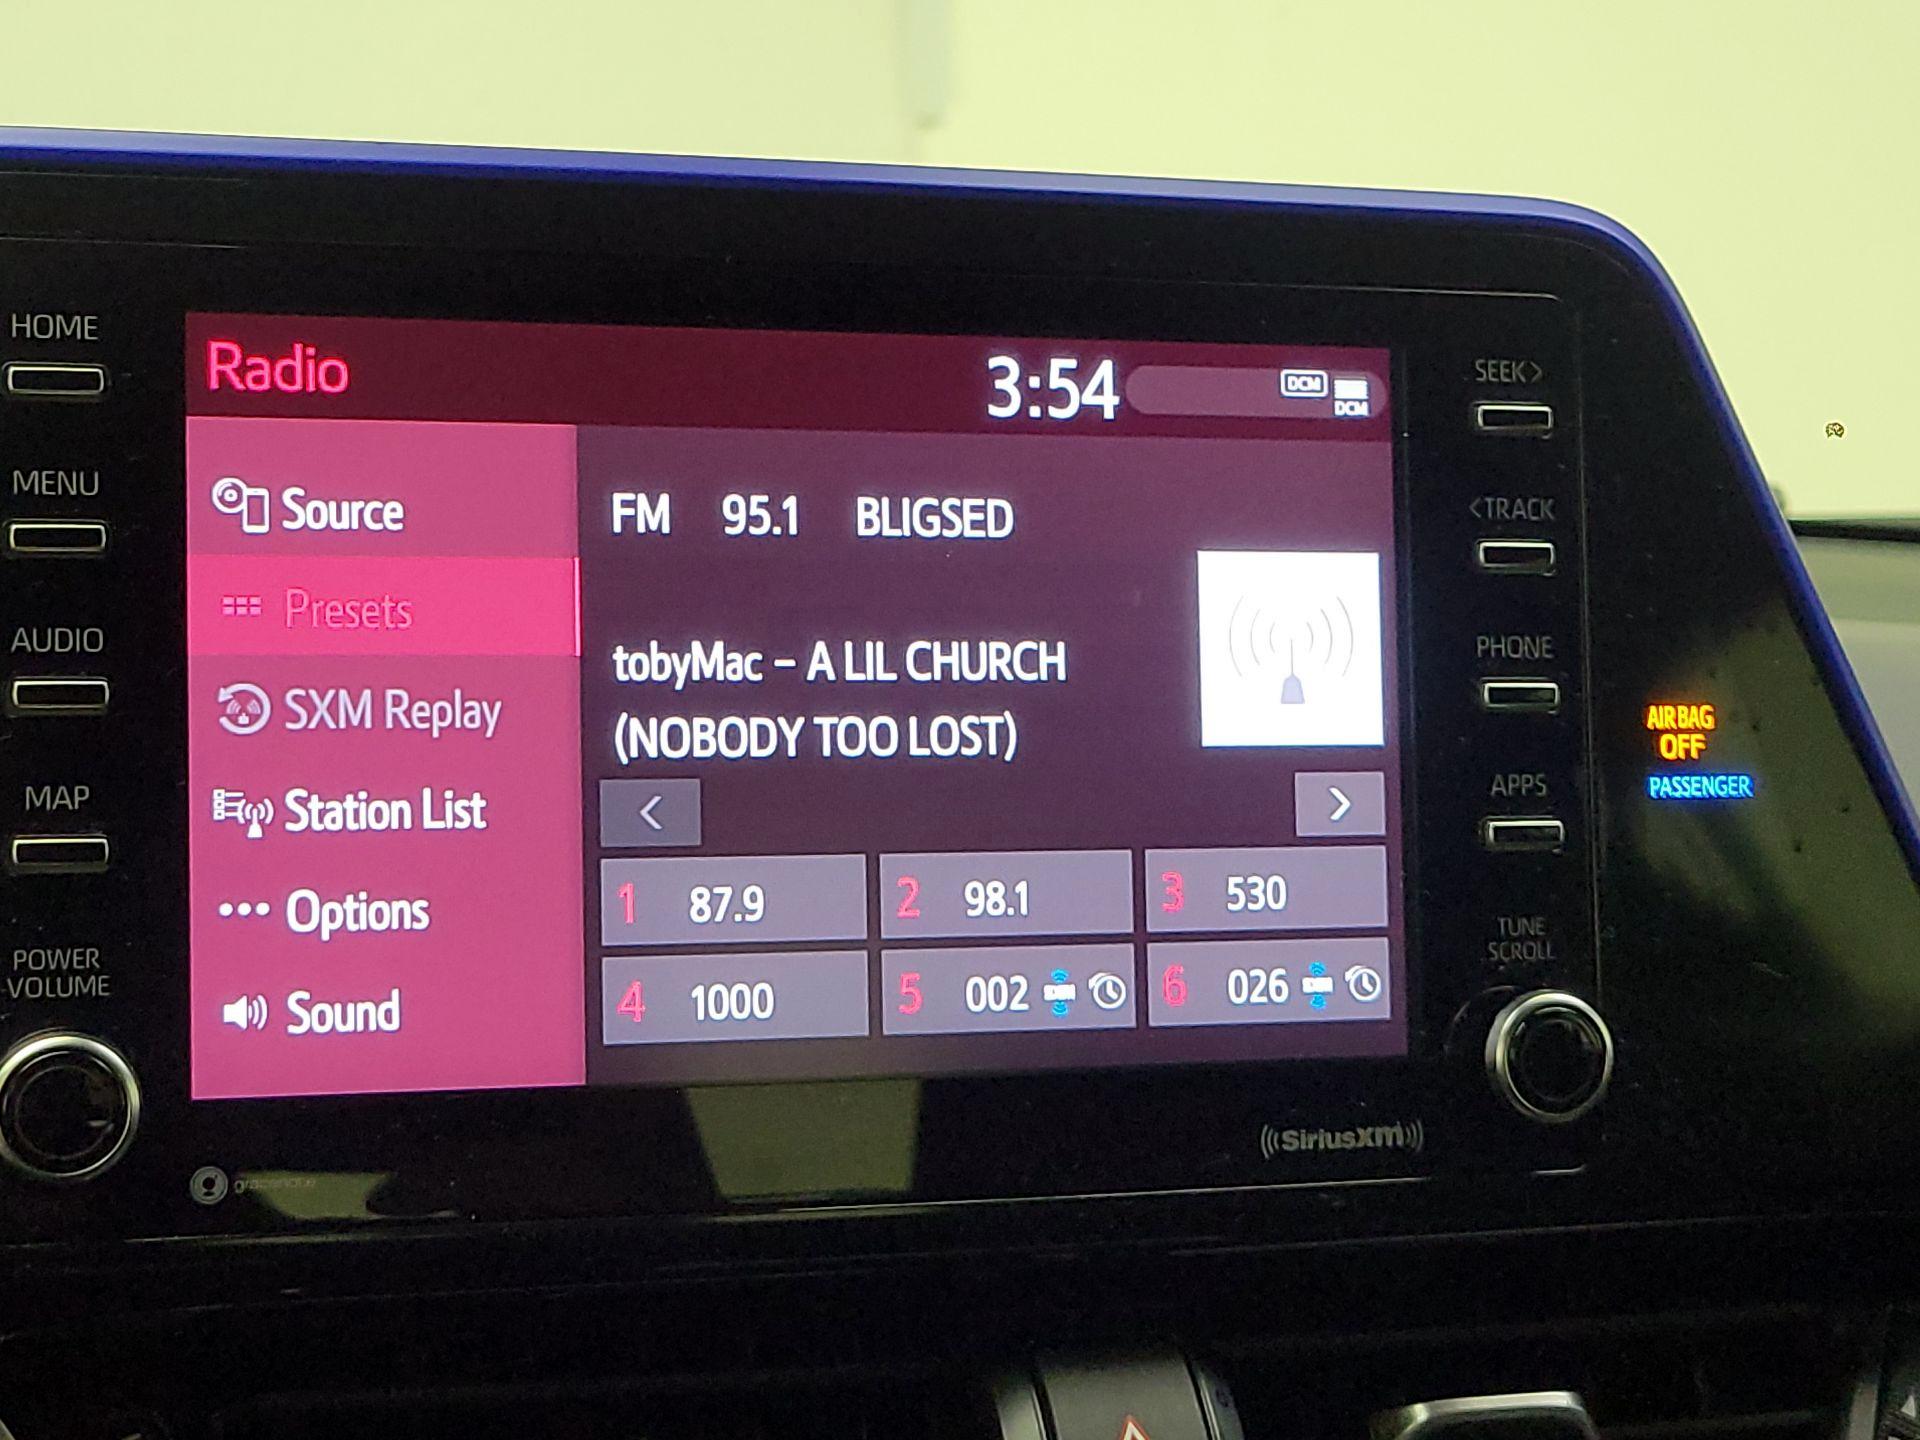 HOME
MENU
AUDIO
MAP
POWER
VOLUME
Radio
3:54
DCM
DCM
Source
Presets
SXM Replay
Station List
Options
Sound
FM 95.1 BLIGSED
tobyMac – A LIL CHURCH
(NOBODY TOO LOST)
<
>
1 87.9
2 98.1
3 530
4 1000
5 002
6 026
SEEK>
<TRACK
PHONE
APPS
TUNE
SCROLL
AIRBAG
OFF
PASSENGER
gracenote
((SiriusXM))